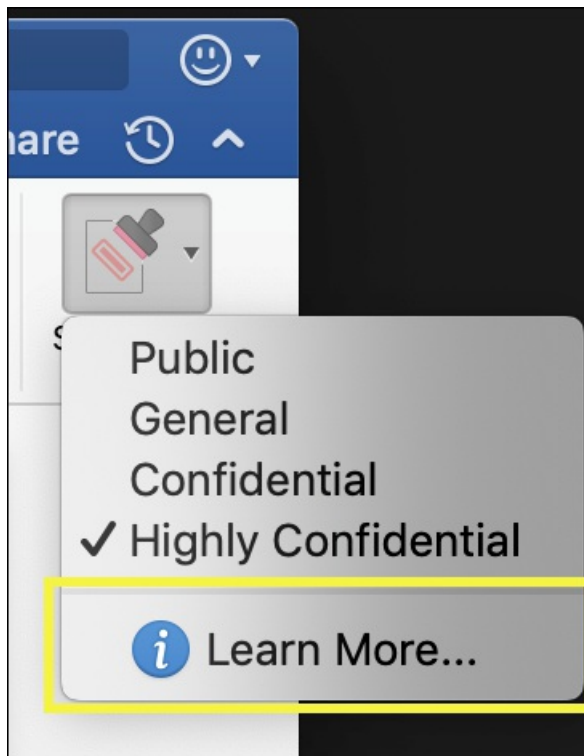 hare
Public
General
Confidential
Highly Confidential
Learn More...